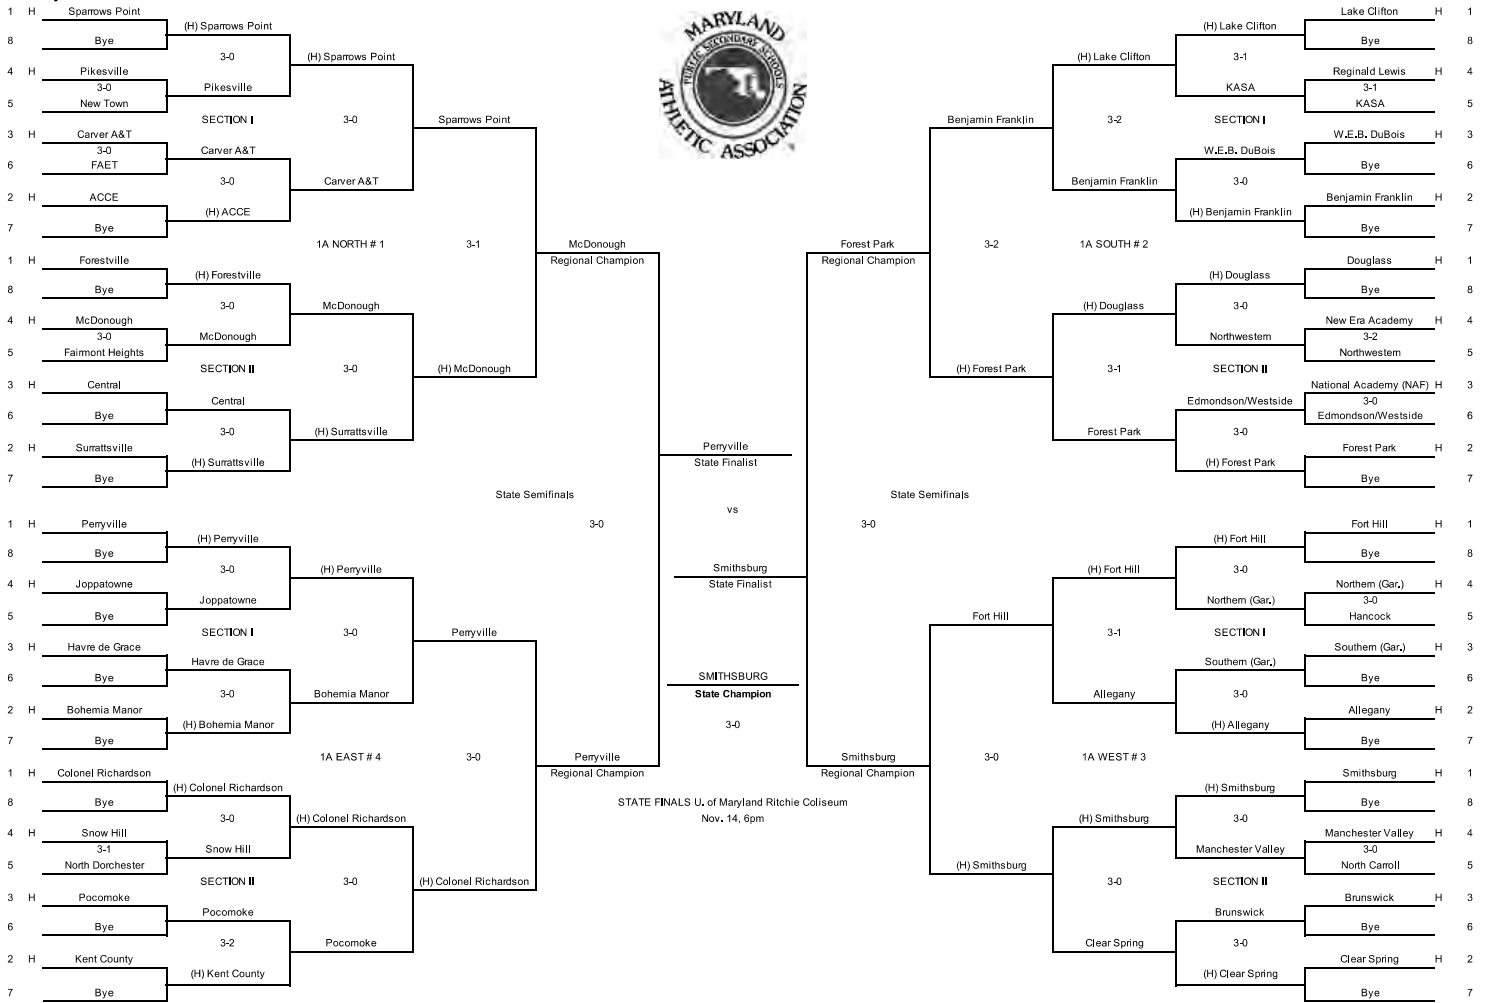 1 H Sparrows Point
(H) Sparrows Point
8 Bye
3-0
(H) Sparrows Point
4 H Pikesville
3-0
Pikesville
5 New Town
SECTION I
3-0
Sparrows Point
3 H Carver A&T
3-0
Carver A&T
6 FAET
3-0
Carver A&T
2 H ACCE
(H) ACCE
7 Bye
1A NORTH # 1
3-1
McDonough
Regional Champion
1 H Forestville
(H) Forestville
8 Bye
3-0
McDonough
4 H McDonough
3-0
McDonough
5 Fairmont Heights
SECTION II
3-0
(H) McDonough
3 H Central
Central
6 Bye
3-0
(H) Surrattsville
2 H Surrattsville
(H) Surrattsville
7 Bye
State Semifinals
3-0
1 H Perryville
(H) Perryville
8 Bye
3-0
(H) Perryville
4 H Joppatowne
Joppatowne
5 Bye
SECTION I
3-0
Perryville
3 H Havre de Grace
Havre de Grace
6 Bye
3-0
Bohemia Manor
2 H Bohemia Manor
(H) Bohemia Manor
7 Bye
1A EAST # 4
3-0
Perryville
Regional Champion
1 H Colonel Richardson
(H) Colonel Richardson
8 Bye
3-0
(H) Colonel Richardson
4 H Snow Hill
3-1
Snow Hill
5 North Dorchester
SECTION II
3-0
(H) Colonel Richardson
3 H Pocomoke
Pocomoke
6 Bye
3-2
Pocomoke
2 H Kent County
(H) Kent County
7 Bye
MARYLAND
PUBLIC SECONDARY SCHOOLS
ATHLETIC ASSOCIATION
Perryville
State Finalist
vs
Smithsburg
State Finalist
SMITHSBURG
State Champion
3-0
STATE FINALS U. of Maryland Ritchie Coliseum
Nov. 14, 6pm
Lake Clifton H 1
(H) Lake Clifton
Bye 8
3-1
(H) Lake Clifton
Reginald Lewis H 4
3-1
KASA
KASA 5
SECTION I
3-2
Benjamin Franklin
W.E.B. DuBois H 3
W.E.B. DuBois
Bye 6
3-0
Benjamin Franklin
Benjamin Franklin H 2
(H) Benjamin Franklin
Bye 7
1A SOUTH # 2
3-2
Forest Park
Regional Champion
Douglass H 1
(H) Douglass
Bye 8
3-0
(H) Douglass
New Era Academy H 4
3-2
Northwestern
Northwestern 5
SECTION II
3-1
(H) Forest Park
National Academy (NAF) H 3
3-0
Edmondson/Westside
Edmondson/Westside 6
3-0
Forest Park
Forest Park H 2
(H) Forest Park
Bye 7
State Semifinals
3-0
Fort Hill H 1
(H) Fort Hill
Bye 8
3-0
(H) Fort Hill
Northern (Gar.) H 4
3-0
Northern (Gar.)
Hancock 5
SECTION I
3-1
Fort Hill
Southern (Gar.) H 3
Southern (Gar.)
Bye 6
3-0
Allegany
Allegany H 2
(H) Allegany
Bye 7
1A WEST # 3
3-0
Smithsburg
Regional Champion
Smithsburg H 1
(H) Smithsburg
Bye 8
3-0
(H) Smithsburg
Manchester Valley H 4
3-0
Manchester Valley
North Carroll 5
SECTION II
3-0
(H) Smithsburg
Brunswick H 3
Brunswick
Bye 6
3-0
Clear Spring
Clear Spring H 2
(H) Clear Spring
Bye 7